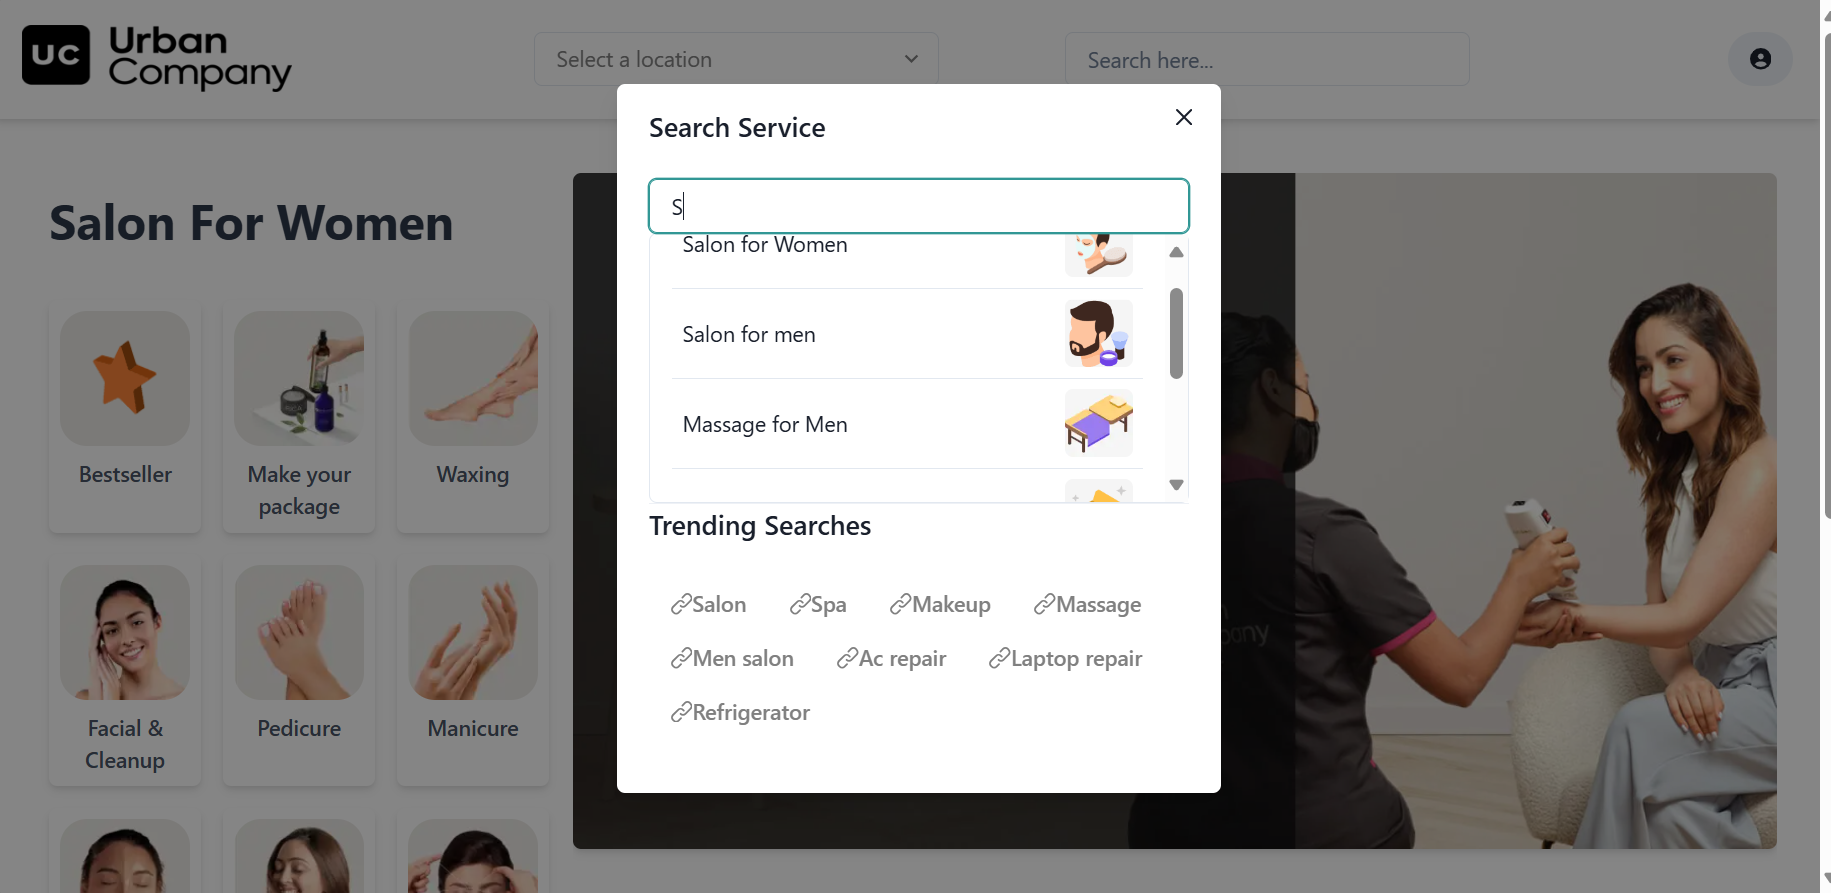 UC Urban
Company
Select a location
Search here...
Search Service
S
Salon for Women
Salon for men
Massage for Men
Trending Searches
Salon
Spa
Makeup
Massage
Men salon
Ac repair
Laptop repair
Refrigerator
Salon For Women
Bestseller
Make your
package
Waxing
Facial &
Cleanup
Pedicure
Manicure